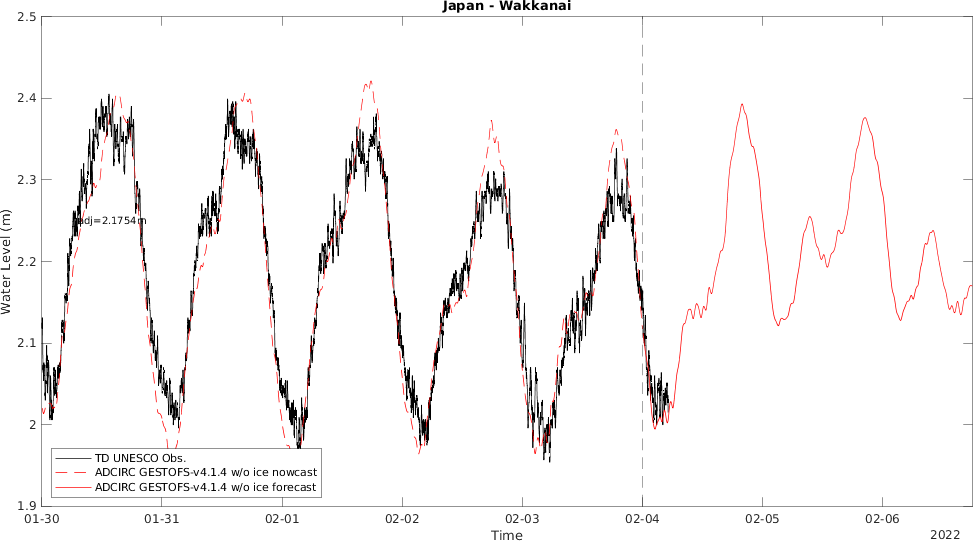 Japan - Wakkanai
2.5
2.4
2.3
2.2
2.1
2
1.9
Water Level (m)
adj=2.1754m
TD UNESCO Obs.
ADCIRC GESTOFS-v4.1.4 w/o ice nowcast
ADCIRC GESTOFS-v4.1.4 w/o ice forecast
01-30 01-31 02-01 02-02 02-03 02-04 02-05 02-06
Time
2022